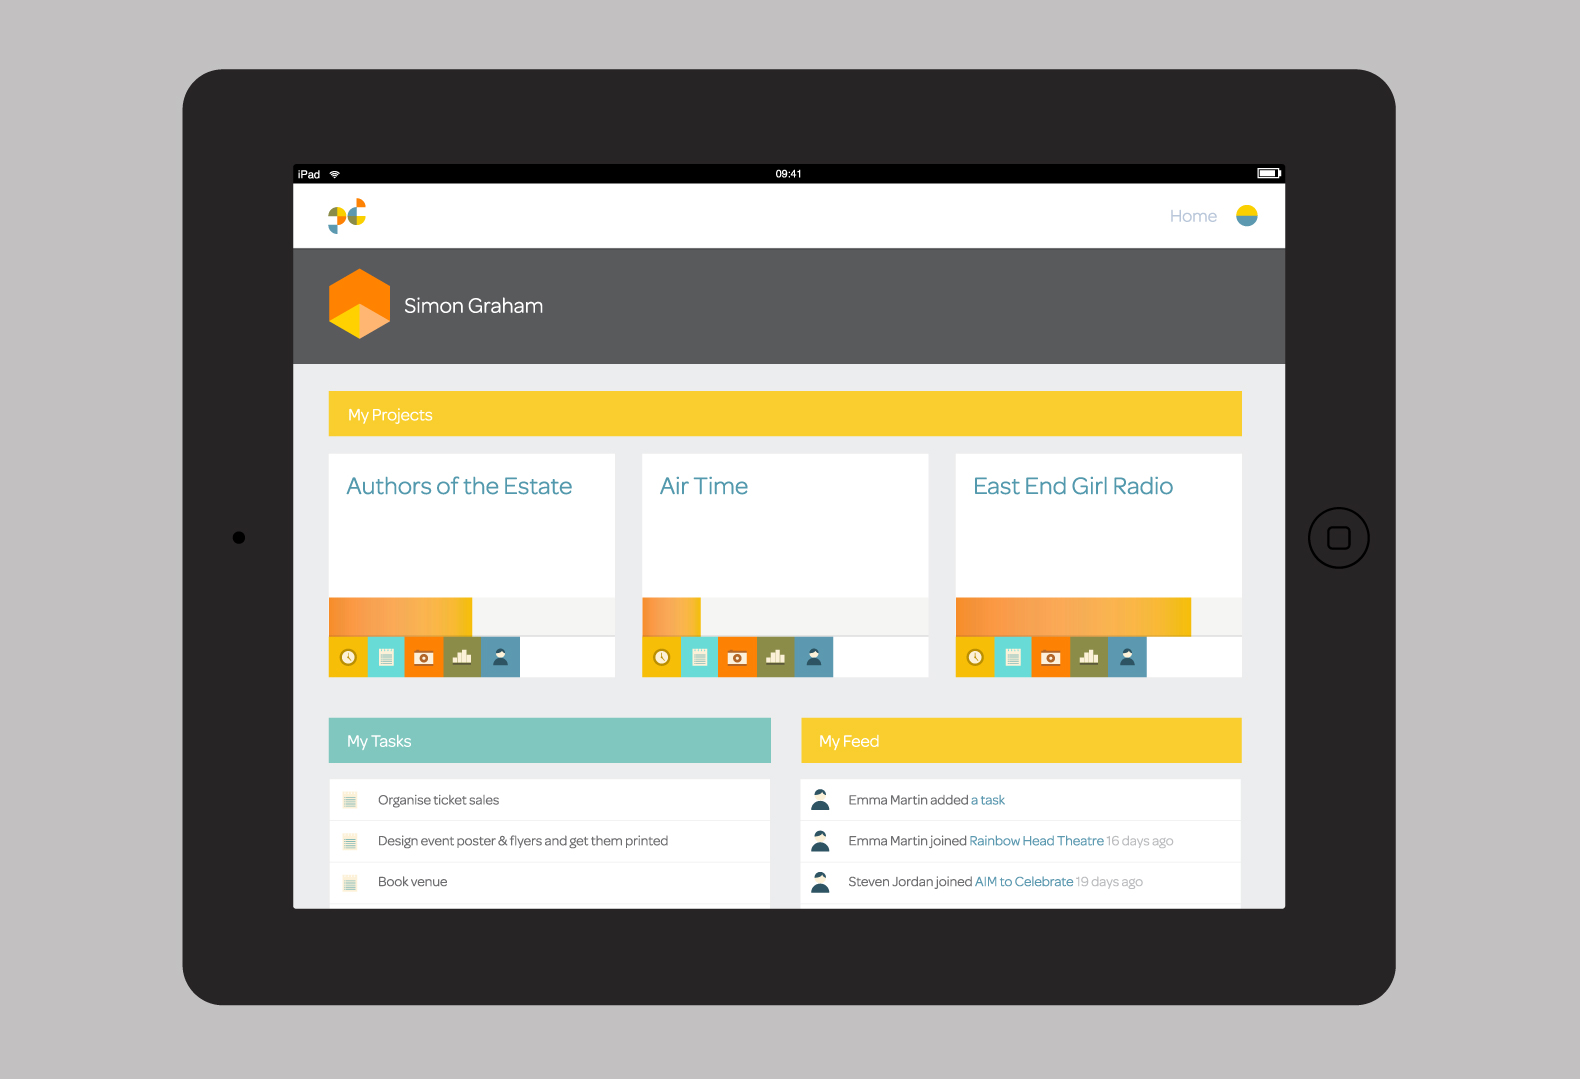 iPad 09:41
Home
Simon Graham
My Projects
Authors of the Estate
Air Time
East End Girl Radio
My Tasks
Organise ticket sales
Design event poster & flyers and get them printed
Book venue
My Feed
Emma Martin added a task
Emma Martin joined Rainbow Head Theatre 16 days ago
Steven Jordan joined AIM to Celebrate 19 days ago